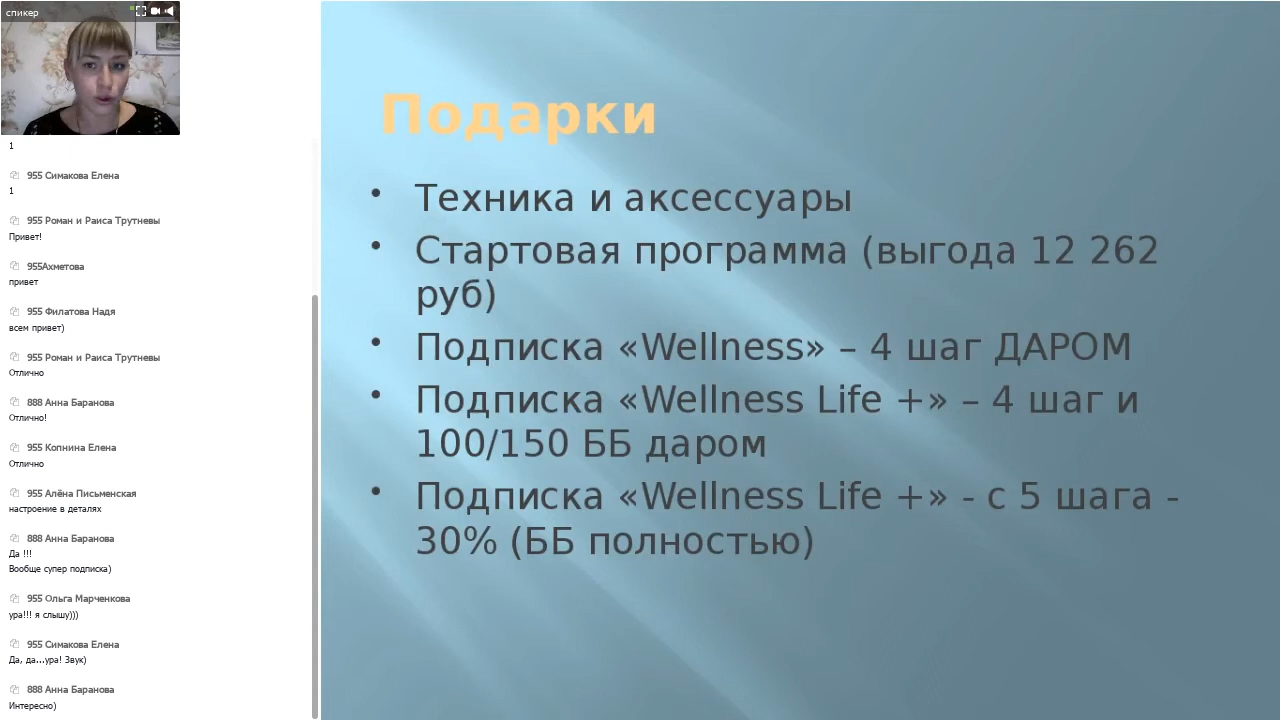 спикер
1
955 Симакова Елена
1
955 Роман и Раиса Трутневы
Привет!
955Ахметова
привет
955 Филатова Надя
всем привет)
955 Роман и Раиса Трутневы
Отлично
888 Анна Баранова
Отлично!
955 Копнина Елена
Отлично
955 Алёна Письменская
настроение в деталях
888 Анна Баранова
Да !!!
Вообще супер подписка)
955 Ольга Марченкова
ура!!! я слышу)))
955 Симакова Елена
Да, да...ура! Звук)
888 Анна Баранова
Интересно)
Подарки
• Техника и аксессуары
• Стартовая программа (выгода 12 262
руб)
• Подписка «Wellness» – 4 шаг ДАРОМ
• Подписка «Wellness Life +» – 4 шаг и
100/150 ББ даром
• Подписка «Wellness Life +» - с 5 шага -
30% (ББ полностью)